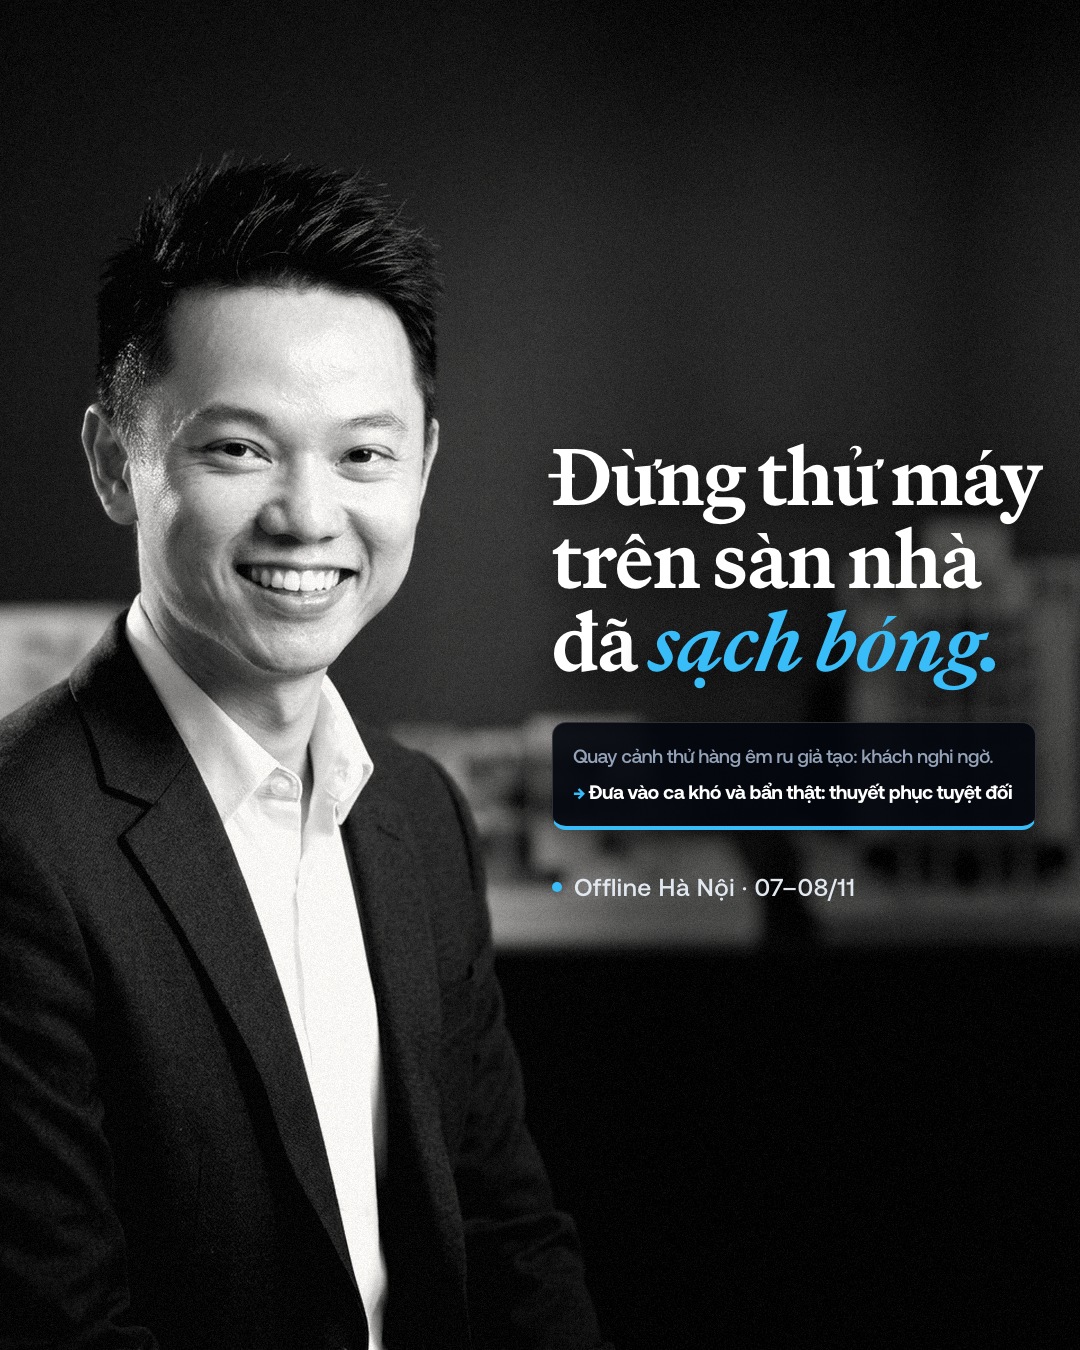 Đừng thử máy
trên sàn nhà
đã sạch bóng.
Quay cảnh thử hàng êm ru giả tạo: khách nghi ngờ.
→ Đưa vào ca khó và bẩn thật: thuyết phục tuyệt đối
• Offline Hà Nội · 07–08/11